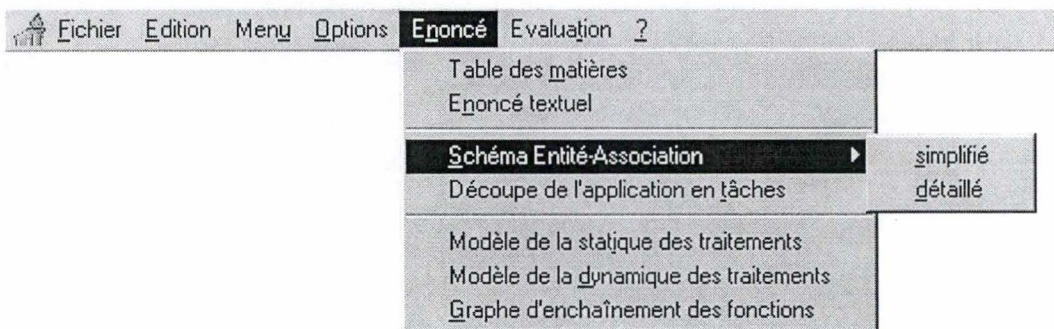 Fichier Edition Menu Options Enoncé Evaluation ?
Table des matières
Enoncé textuel
Schéma Entité-Association
simplifié
Découpe de l'application en tâches
détaillé
Modèle de la statique des traitements
Modèle de la dynamique des traitements
Graphe d'enchaînement des fonctions